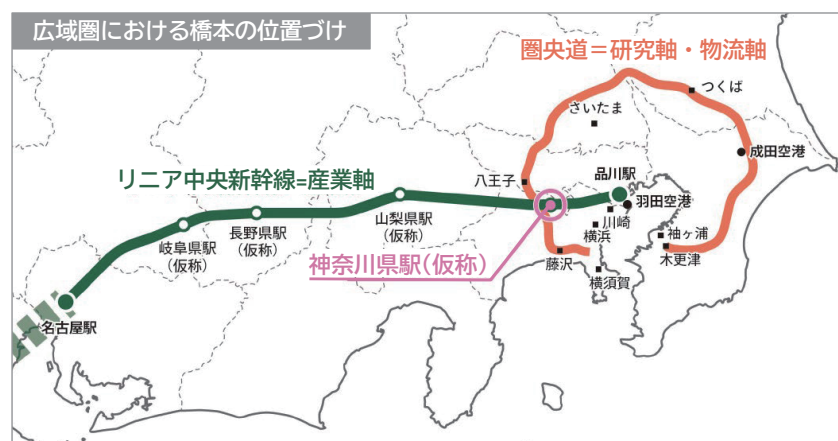 広域圏における橋本の位置づけ
圏央道＝研究軸・物流軸
つくば
さいたま
成田空港
リニア中央新幹線=産業軸
八王子
品川駅
羽田空港
山梨県駅
（仮称）
長野県駅
（仮称）
岐阜県駅
（仮称）
川崎
横浜
袖ヶ浦
木更津
神奈川県駅（仮称）
藤沢
横須賀
名古屋駅